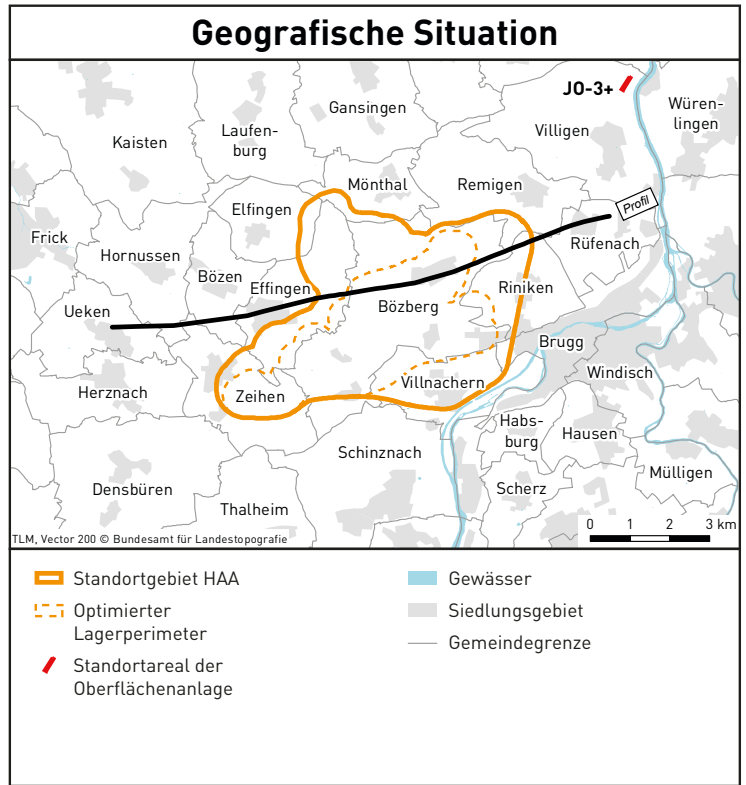 Geografische Situation
JO-3+
Würen-
lingen
Gansingen
Laufen-
burg
Villigen
Kaisten
Mönthal
Remigen
Elfingen
Profil
Frick
Hornussen
Rüfenach
Bözen
Effingen
Riniken
Ueken
Bözberg
Brugg
Windisch
Herznach
Zeihen
Villnachern
Habs-
burg
Hausen
Schinznach
Mülligen
Densbüren
Scherz
Thalheim
0 1 2 3 km
TLM, Vector 200 © Bundesamt für Landestopografie
Standortgebiet HAA
Optimierter
Lagerperimeter
Standortareal der
Oberflächenanlage
Gewässer
Siedlungsgebiet
Gemeindegrenze